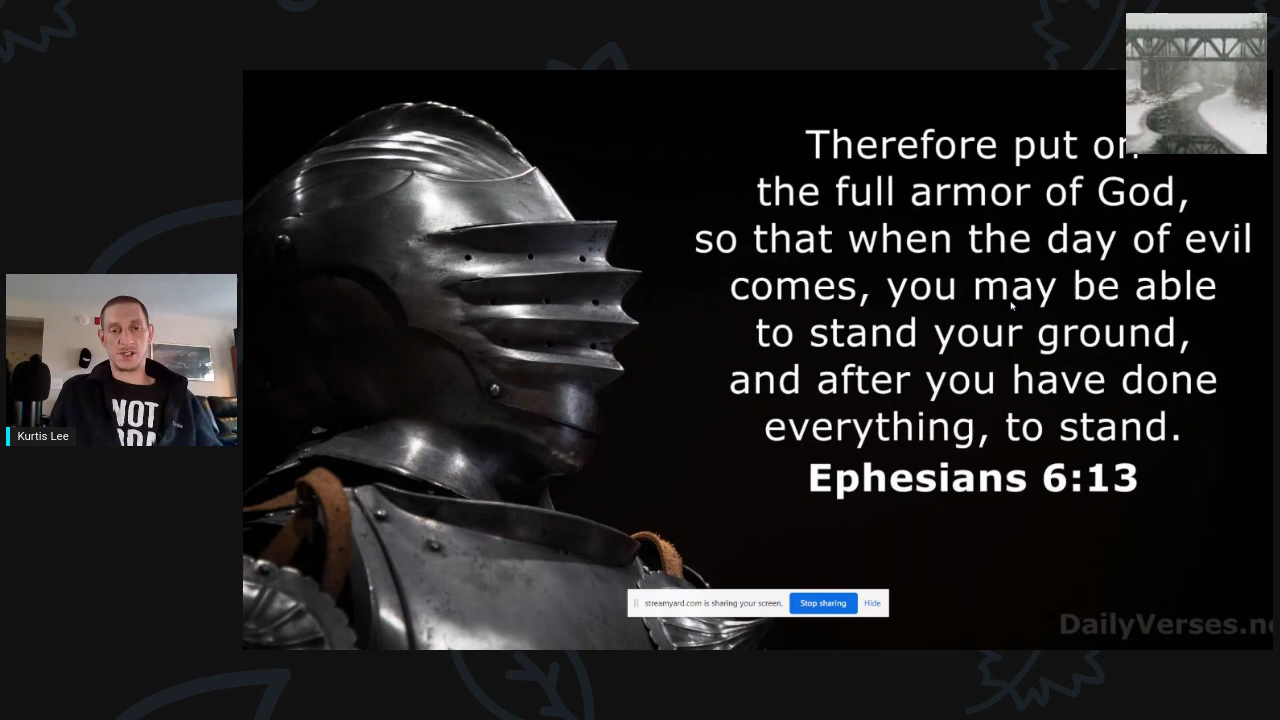 Therefore put on
the full armor of God,
so that when the day of evil
comes, you may be able
to stand your ground,
and after you have done
everything, to stand.
Ephesians 6:13
streamyard.com is sharing your screen. Stop sharing Hide
Kurtis Lee
NOT